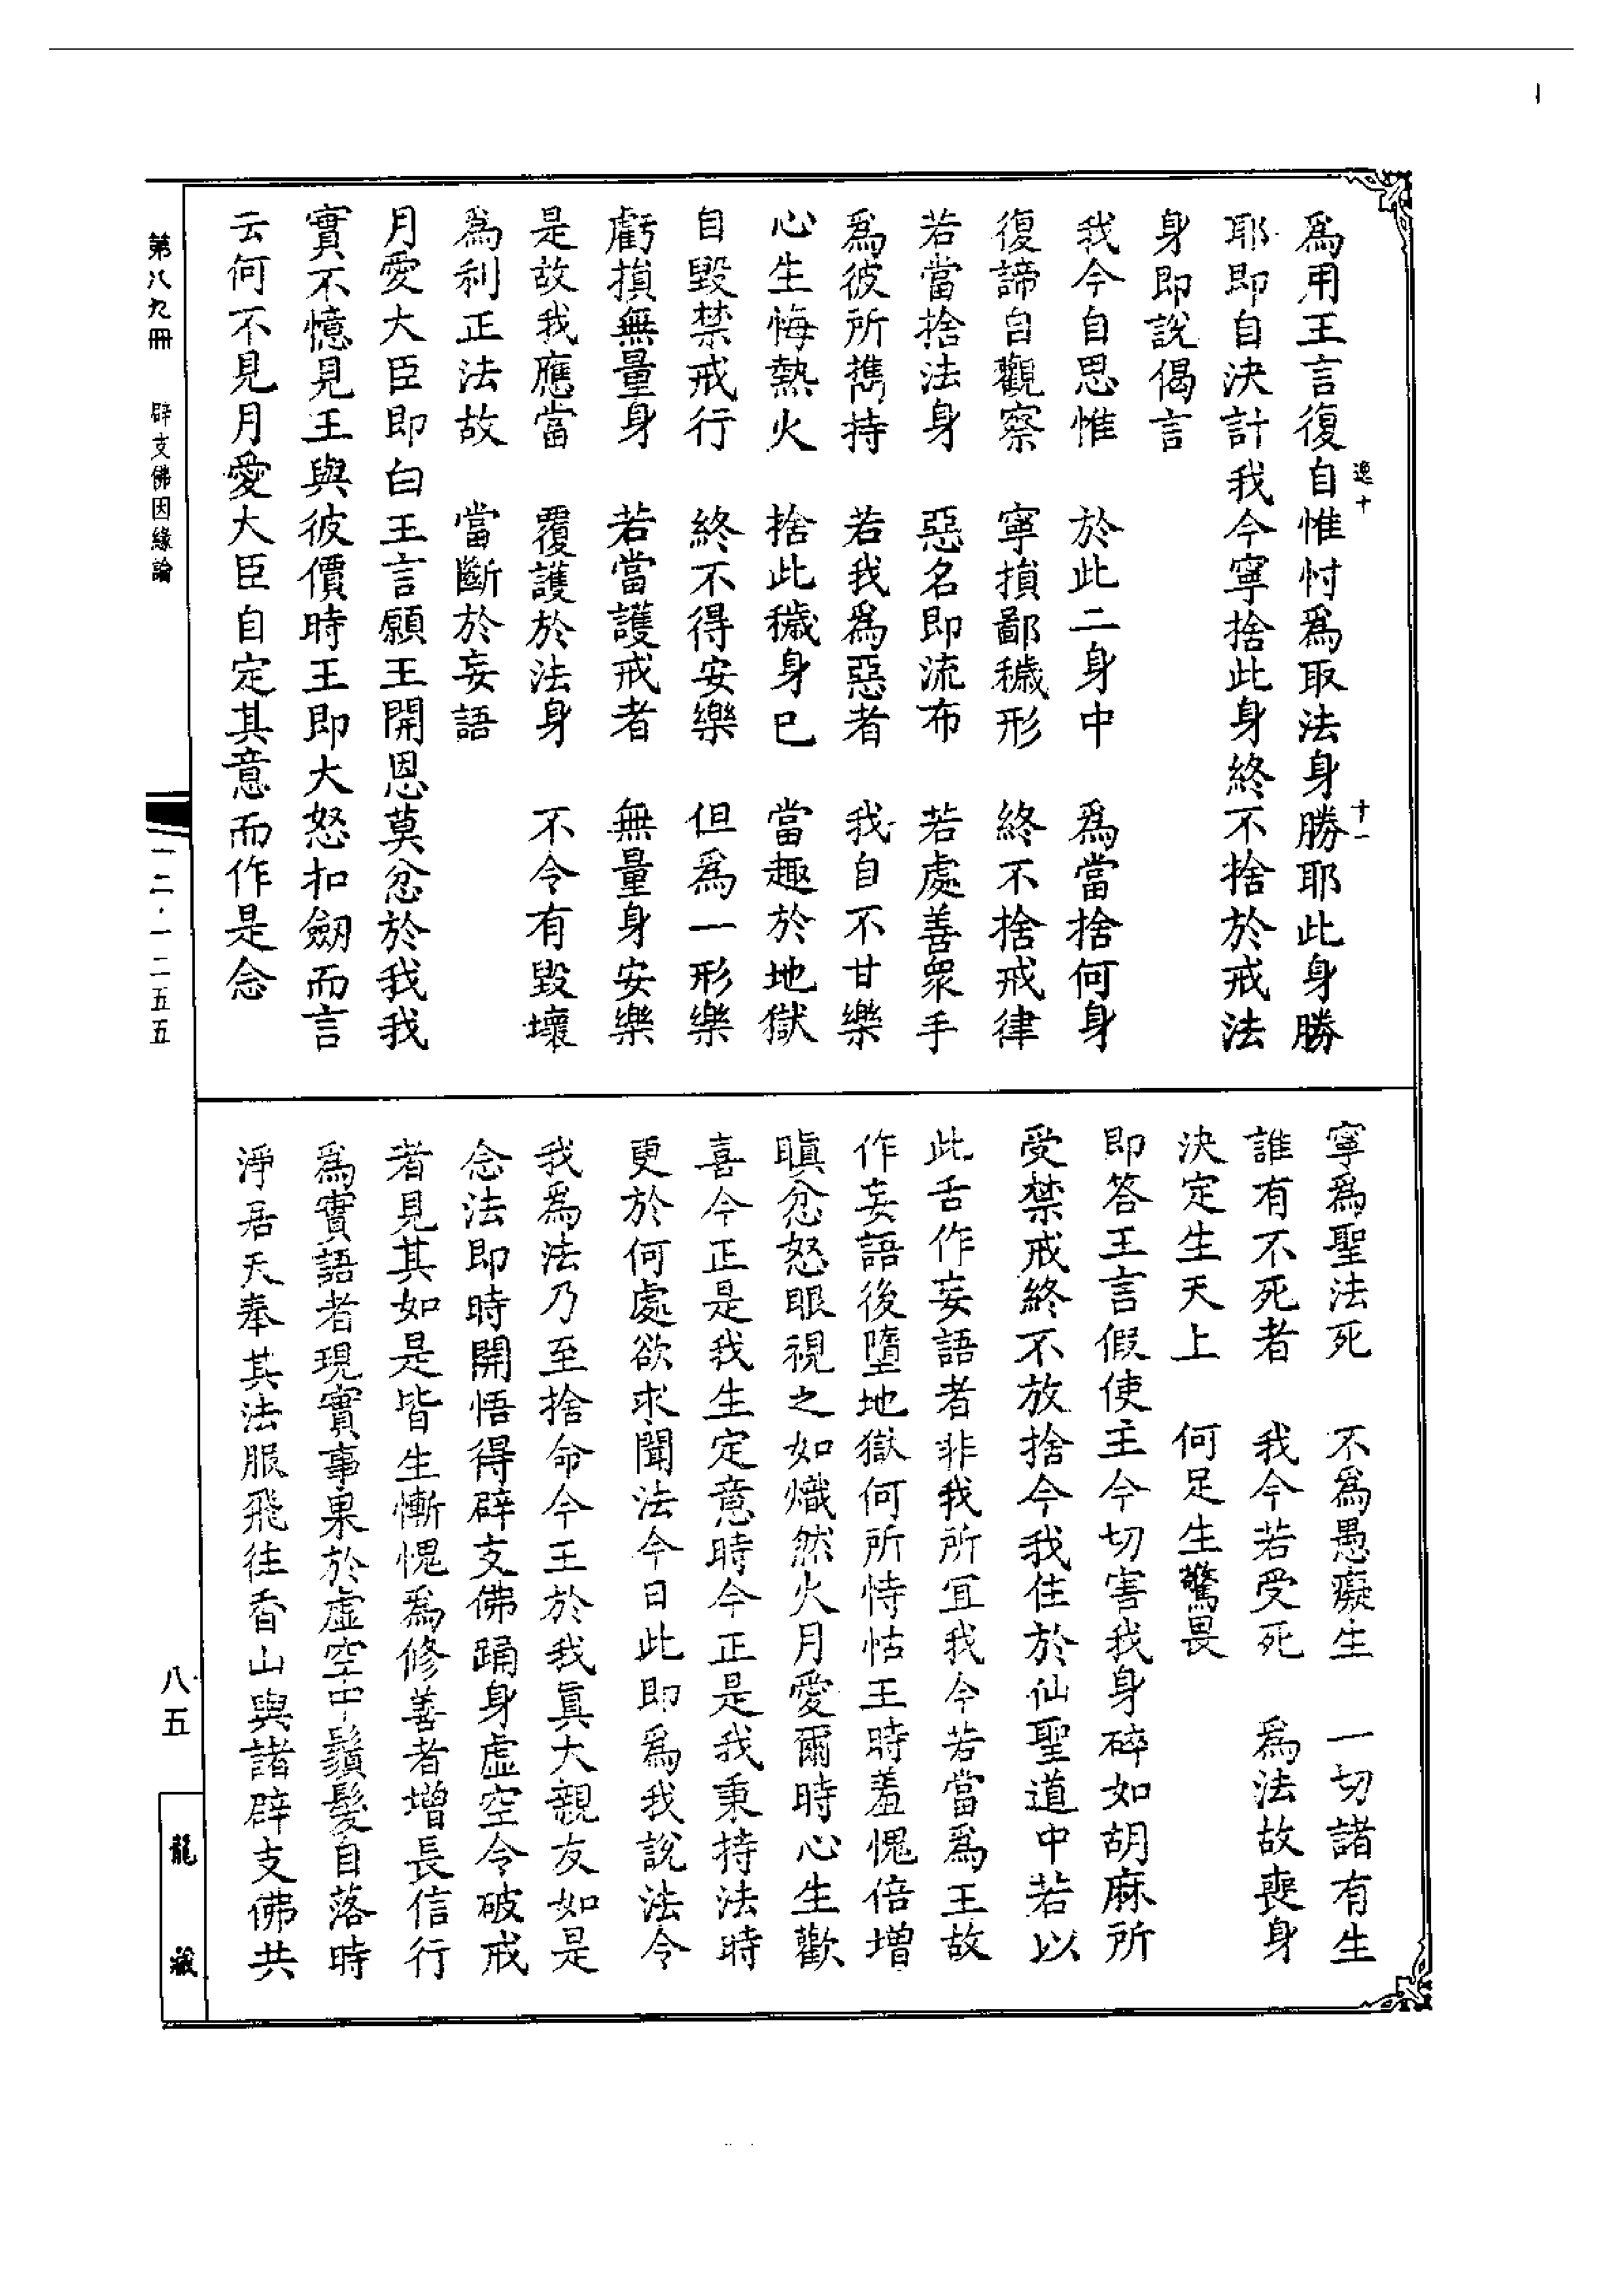 為用王言復自惟忖為取法身勝耶此身勝
耶即自決計我今寧捨此身終不捨於戒法
身即說偈言
我今自思惟　於此二身中　為當捨何身
復諦自觀察　寧損鄙穢形　終不捨戒律
若當捨法身　惡名即流布　若處善眾手
為彼所擕持　若我為惡者　我自不甘樂
心生悔熱火　捨此穢身已　當趣於地獄
自毀禁戒行　終不得安樂　但為一形樂
虧損無量身　若當護戒者　無量身安樂
是故我應當　覆護於法身　不令有毀壞
為利正法故　當斷於妄語
月愛大臣即白王言願王開恩莫忿於我我
實不憶見王與彼價時王即大怒扣劒而言
云何不見月愛大臣自定其意而作是念
逸十
十一
寧為聖法死　不為愚癡生　一切諸有生
誰有不死者　我今若受死　為法故喪身
決定生天上　何足生驚畏
即答王言假使主今切害我身碎如胡麻所
受禁戒終不放捨今我住於仙聖道中若以
此舌作妄語者非我所宜我今若當為王故
作妄語後墮地獄何所恃怙王時羞愧倍增
瞋忿怒眼視之如熾然火月愛爾時心生歡
喜今正是我生定意時今正是我秉持法時
更於何處欲求聞法今日此即為我說法令
我為法乃至捨命今王於我真大親友如是
念法即時開悟得辟支佛踊身虛空令破戒
者見其如是皆生慚愧為修善者增長信行
為實語者現實事果於虛空中鬚髮自落時
淨居天奉其法服飛往香山與諸辟支佛共
第八九冊　辟支佛因緣論
一二·一二五五
八五
龍藏